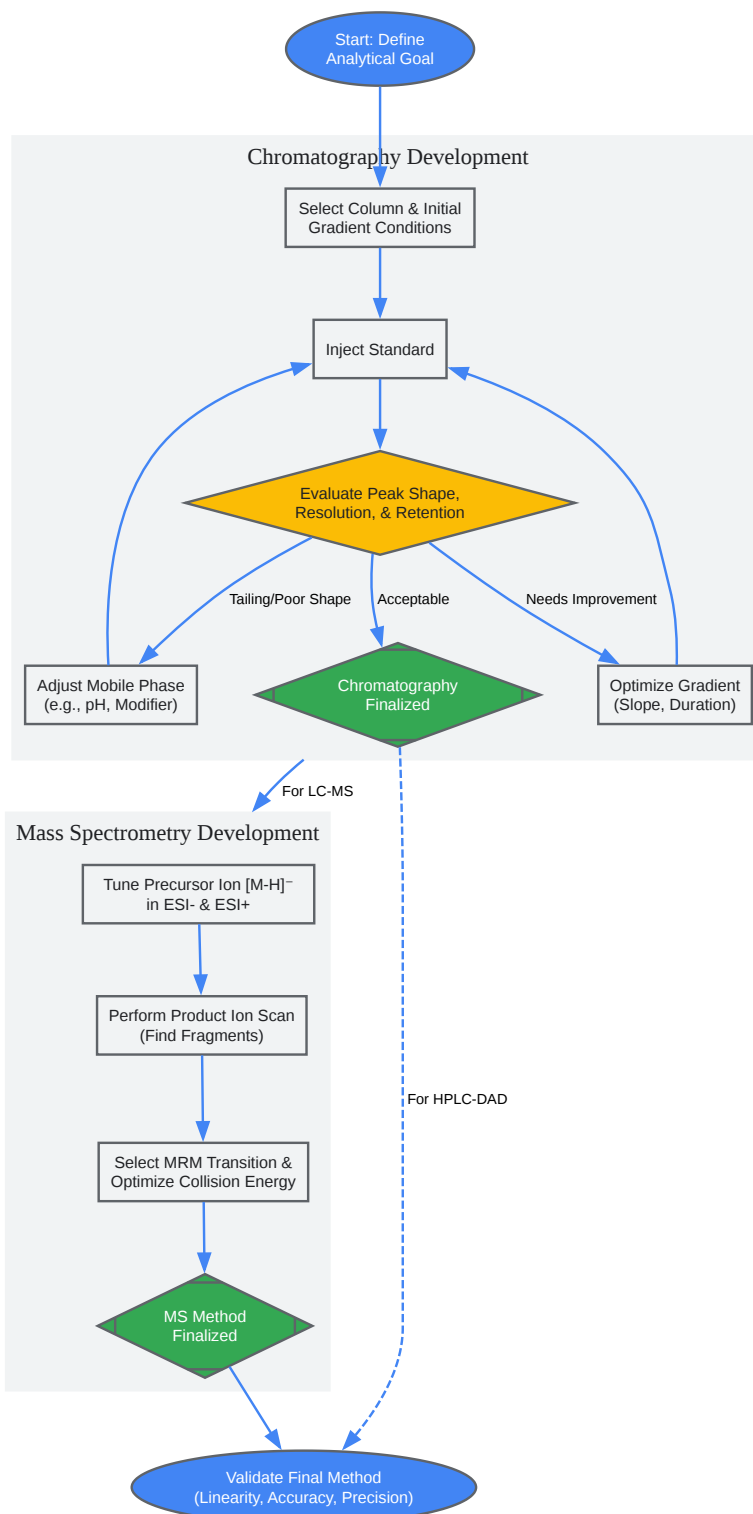 Start: Define
Analytical Goal
Chromatography Development
Select Column & Initial
Gradient Conditions
Inject Standard
Evaluate Peak Shape,
Resolution, & Retention
Tailing/Poor Shape
Acceptable
Needs Improvement
Adjust Mobile Phase
(e.g., pH, Modifier)
Chromatography
Finalized
Optimize Gradient
(Slope, Duration)
For LC-MS
Mass Spectrometry Development
Tune Precursor Ion [M-H]⁻
in ESI- & ESI+
Perform Product Ion Scan
(Find Fragments)
For HPLC-DAD
Select MRM Transition &
Optimize Collision Energy
MS Method
Finalized
Validate Final Method
(Linearity, Accuracy, Precision)